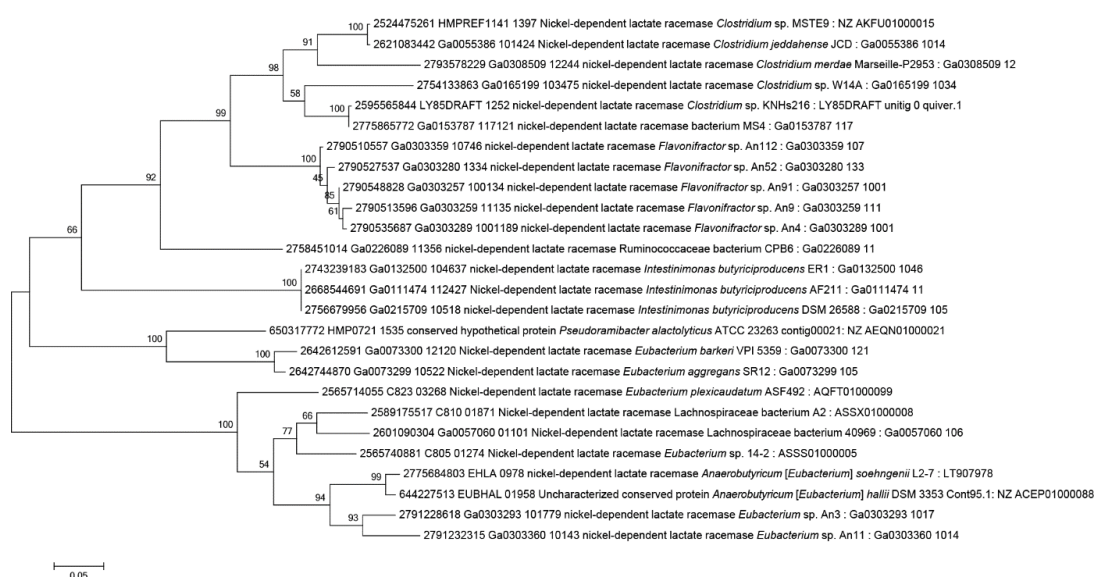 100 2524475261 HMPREF1141 1397 Nickel-dependent lactate racemase Clostridium sp. MSTE9 : NZ AKFU01000015
2621083442 Ga0055386 101424 Nickel-dependent lactate racemase Clostridium jeddahense JCD : Ga0055386 1014
91
2793578229 Ga0308509 12244 nickel-dependent lactate racemase Clostridium merdae Marseille-P2953 : Ga0308509 12
98
2754133863 Ga0165199 103475 nickel-dependent lactate racemase Clostridium sp. W14A : Ga0165199 1034
58
100 2595565844 LY85DRAFT 1252 nickel-dependent lactate racemase Clostridium sp. KNHs216 : LY85DRAFT unitig 0 quiver.1
99
2775865772 Ga0153787 117121 nickel-dependent lactate racemase bacterium MS4 : Ga0153787 117
2790510557 Ga0303359 10746 nickel-dependent lactate racemase Flavonifractor sp. An112 : Ga0303359 107
100
2790527537 Ga0303280 1334 nickel-dependent lactate racemase Flavonifractor sp. An52 : Ga0303280 133
45
92
2790548828 Ga0303257 100134 nickel-dependent lactate racemase Flavonifractor sp. An91 : Ga0303257 1001
85
2790513596 Ga0303259 11135 nickel-dependent lactate racemase Flavonifractor sp. An9 : Ga0303259 111
61
2790535687 Ga0303289 1001189 nickel-dependent lactate racemase Flavonifractor sp. An4 : Ga0303289 1001
66
2758451014 Ga0226089 11356 nickel-dependent lactate racemase Ruminococcaceae bacterium CPB6 : Ga0226089 11
2743239183 Ga0132500 104637 nickel-dependent lactate racemase Intestinimonas butyriciproducens ER1 : Ga0132500 1046
100 2668544691 Ga0111474 112427 nickel-dependent lactate racemase Intestinimonas butyriciproducens AF211 : Ga0111474 11
2756679956 Ga0215709 10518 nickel-dependent lactate racemase Intestinimonas butyriciproducens DSM 26588 : Ga0215709 105
650317772 HMP0721 1535 conserved hypothetical protein Pseudoramibacter alactolyticus ATCC 23263 contig00021: NZ AEQN01000021
100
100 2642612591 Ga0073300 12120 Nickel-dependent lactate racemase Eubacterium barkeri VPI 5359 : Ga0073300 121
2642744870 Ga0073299 10522 Nickel-dependent lactate racemase Eubacterium aggregans SR12 : Ga0073299 105
2565714055 C823 03268 Nickel-dependent lactate racemase Eubacterium plexicaudatum ASF492 : AQFT01000099
66 2589175517 C810 01871 Nickel-dependent lactate racemase Lachnospiraceae bacterium A2 : ASSX01000008
100
77
2601090304 Ga0057060 01101 Nickel-dependent lactate racemase Lachnospiraceae bacterium 40969 : Ga0057060 106
2565740881 C805 01274 Nickel-dependent lactate racemase Eubacterium sp. 14-2 : ASSS01000005
54
99 2775684803 EHLA 0978 nickel-dependent lactate racemase Anaerobutyricum [Eubacterium] soehngenii L2-7 : LT907978
644227513 EUBHAL 01958 Uncharacterized conserved protein Anaerobutyricum [Eubacterium] hallii DSM 3353 Cont95.1: NZ ACEP01000088
94
93 2791228618 Ga0303293 101779 nickel-dependent lactate racemase Eubacterium sp. An3 : Ga0303293 1017
2791232315 Ga0303360 10143 nickel-dependent lactate racemase Eubacterium sp. An11 : Ga0303360 1014
0.05